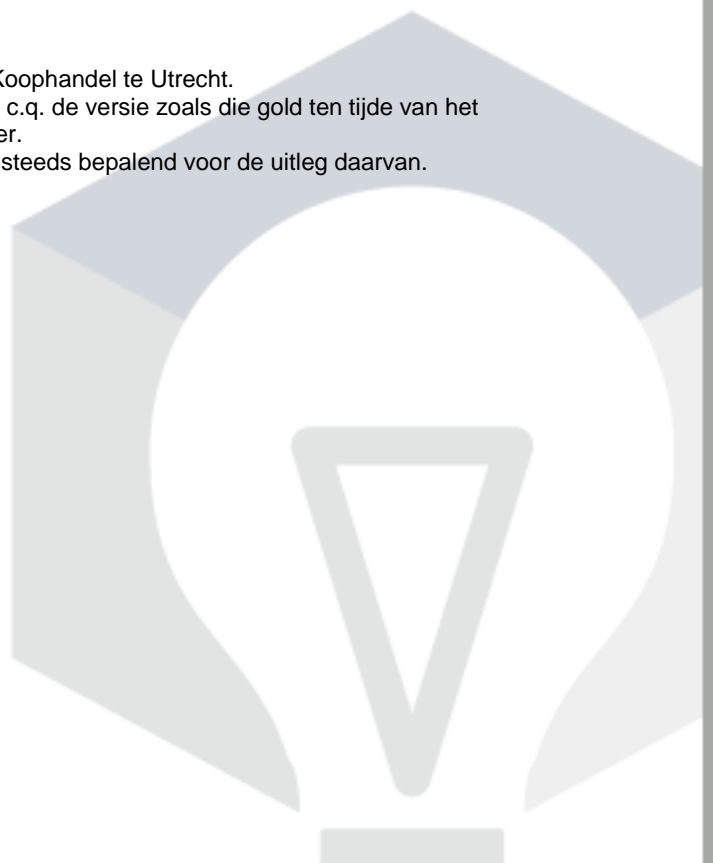 Koophandel te Utrecht.
c.q. de versie zoals die gold ten tijde van het
er.
steeds bepalend voor de uitleg daarvan.